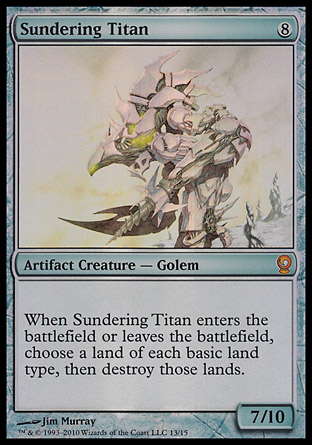 Sundering Titan 8
Artifact Creature — Golem
When Sundering Titan enters the
battlefield or leaves the battlefield,
choose a land of each basic land
type, then destroy those lands.
Jim Murray
™ & © 1993–2010 Wizards of the Coast LLC 13/15
7/10